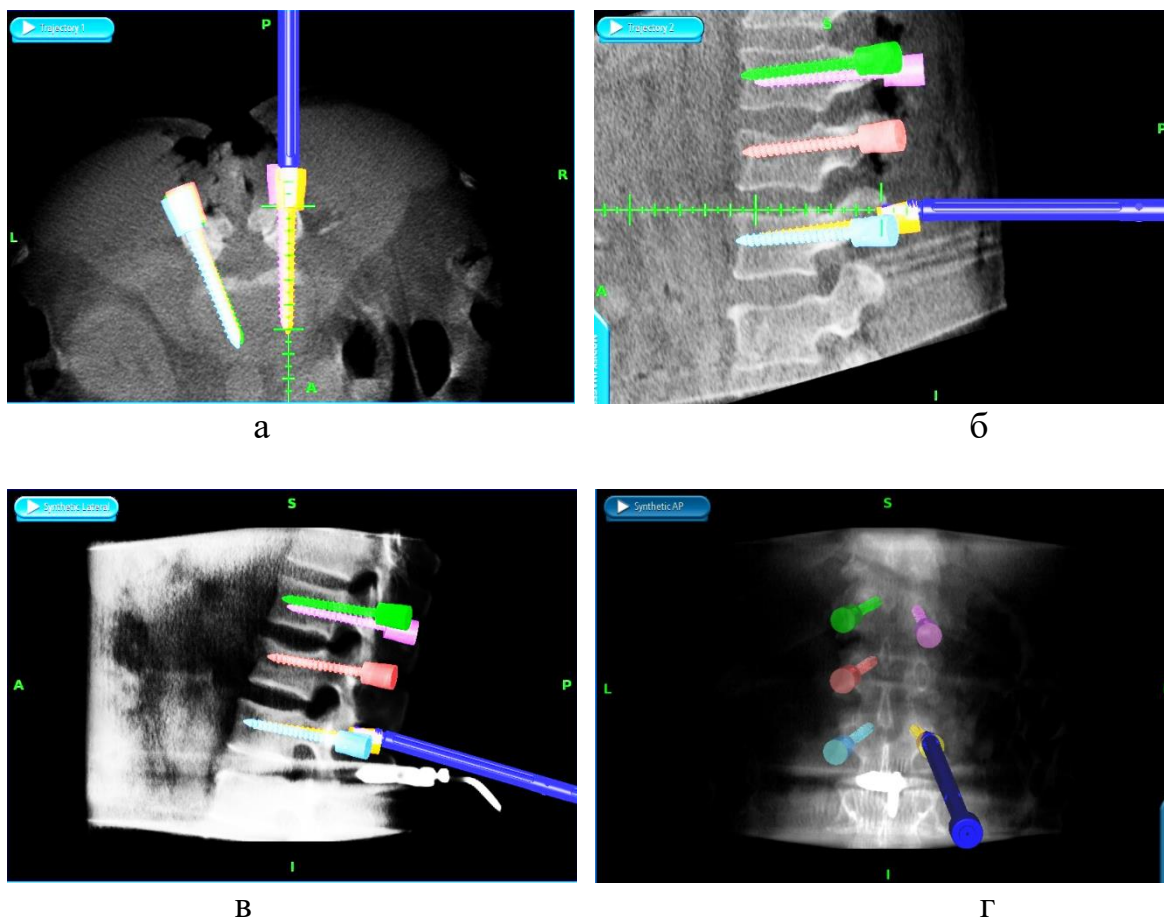 Trajectory 1
P
R
L
A
а
Trajectory 2
S
P
A
I
б
Synthetic Lateral
S
A
P
I
в
Synthetic AP
S
L
I
г